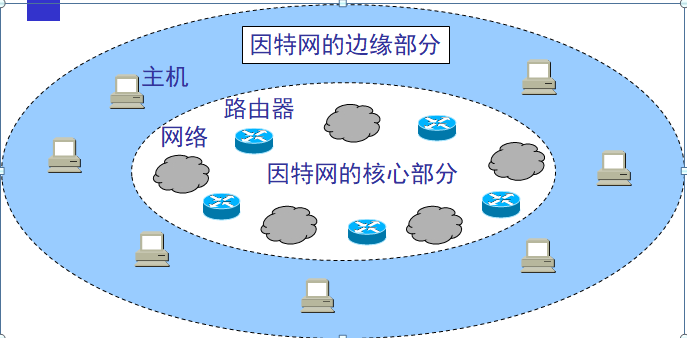 因特网的边缘部分
主机
路由器
网络
因特网的核心部分